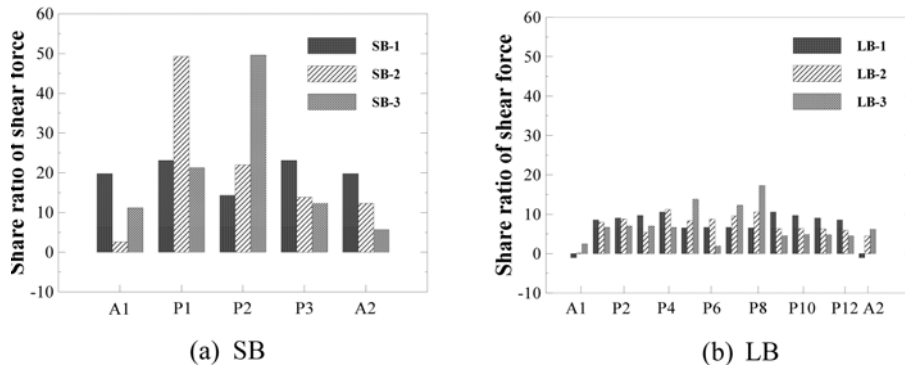 60
50
40
30
20
10
0
-10
Share ratio of shear force
SB-1
SB-2
SB-3
A1 P1 P2 P3 A2
(a) SB
60
50
40
30
20
10
0
-10
Share ratio of shear force
LB-1
LB-2
LB-3
A1 P2 P4 P6 P8 P10 P12 A2
(b) LB